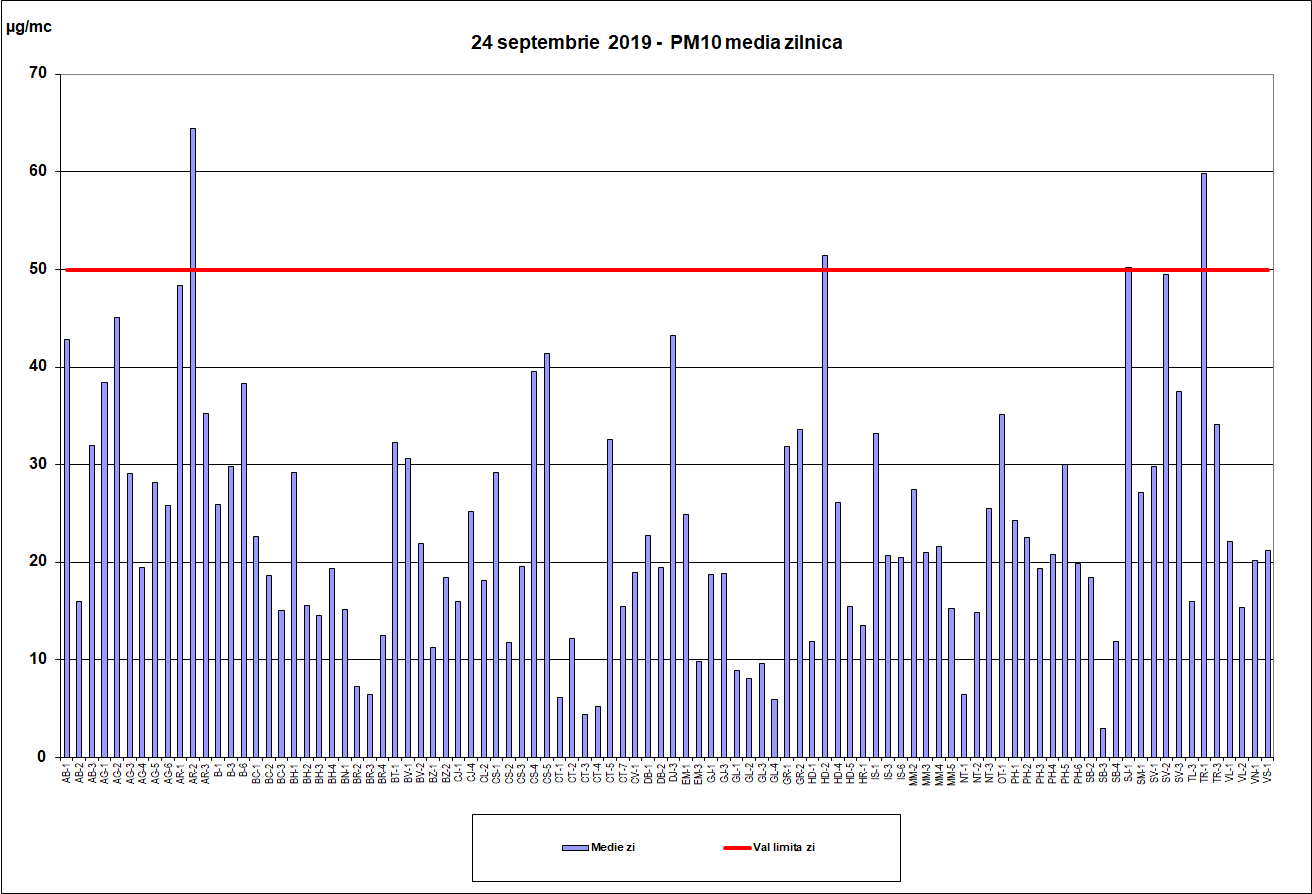 µg/mc
24 septembrie 2019 - PM10 media zilnica
70
60
50
40
30
20
10
0
AB-1 AB-2 AB-3 AG-1 AG-2 AG-3 AG-4 AG-5 AG-6 AR-1 AR-2 AR-3 B-1 B-3 B-6 BC-1 BC-2 BC-3 BH-1 BH-2 BH-3 BH-4 BN-1 BR-2 BR-3 BR-4 BT-1 BV-1 BV-2 BZ-1 BZ-2 CJ-1 CJ-4 CL-2 CS-1 CS-2 CS-3 CS-4 CS-5 CT-1 CT-2 CT-3 CT-4 CT-5 CT-7 CV-1 DB-1 DB-2 DJ-3 EM-1 EM-3 GJ-1 GJ-3 GL-1 GL-2 GL-3 GL-4 GR-1 GR-2 HD-1 HD-2 HD-4 HD-5 HR-1 IS-1 IS-3 IS-6 MM-2 MM-3 MM-4 MM-5 NT-1 NT-2 NT-3 OT-1 PH-1 PH-2 PH-3 PH-4 PH-5 PH-6 SB-2 SB-3 SB-4 SJ-1 SM-1 SV-1 SV-2 SV-3 TL-3 TR-1 TR-3 VL-1 VL-2 VN-1 VS-1
Medie zi
Val limita zi